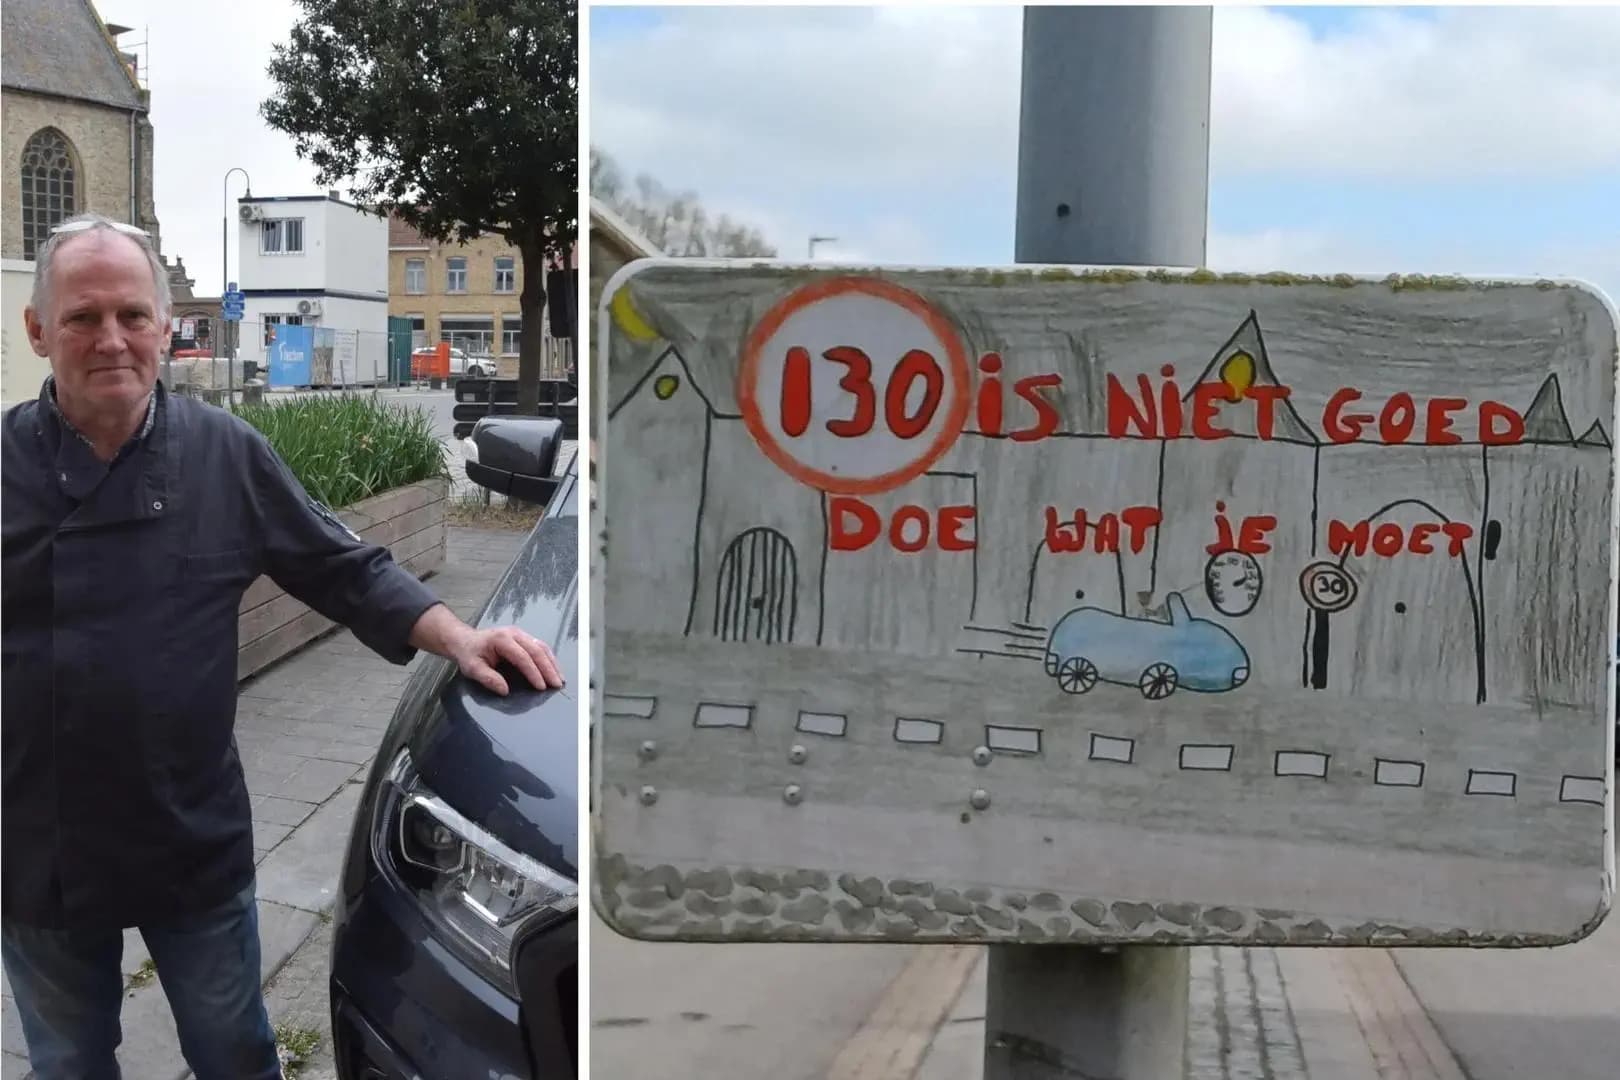 130 is NiET GOED
DOE WAT jE MOET
30